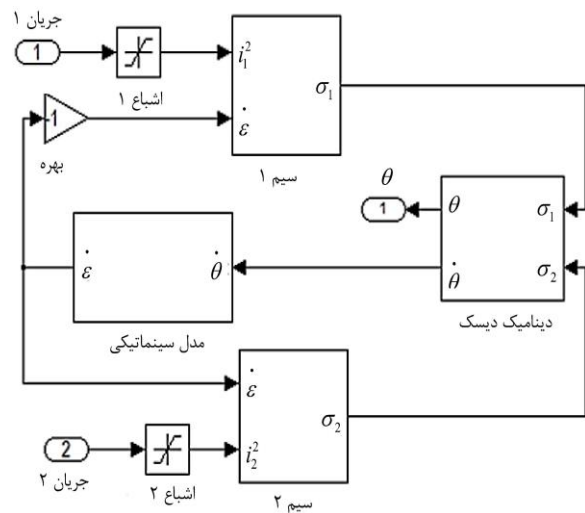 جریان ۱
1
اشباع ۱
i₁²
ε̇
σ₁
سیم ۱
-1
بهره
θ
1
θ
θ̇
σ₁
σ₂
دینامیک دیسک
ε̇
θ̇
مدل سینماتیکی
ε̇
i₂²
σ₂
سیم ۲
2
جریان ۲
اشباع ۲